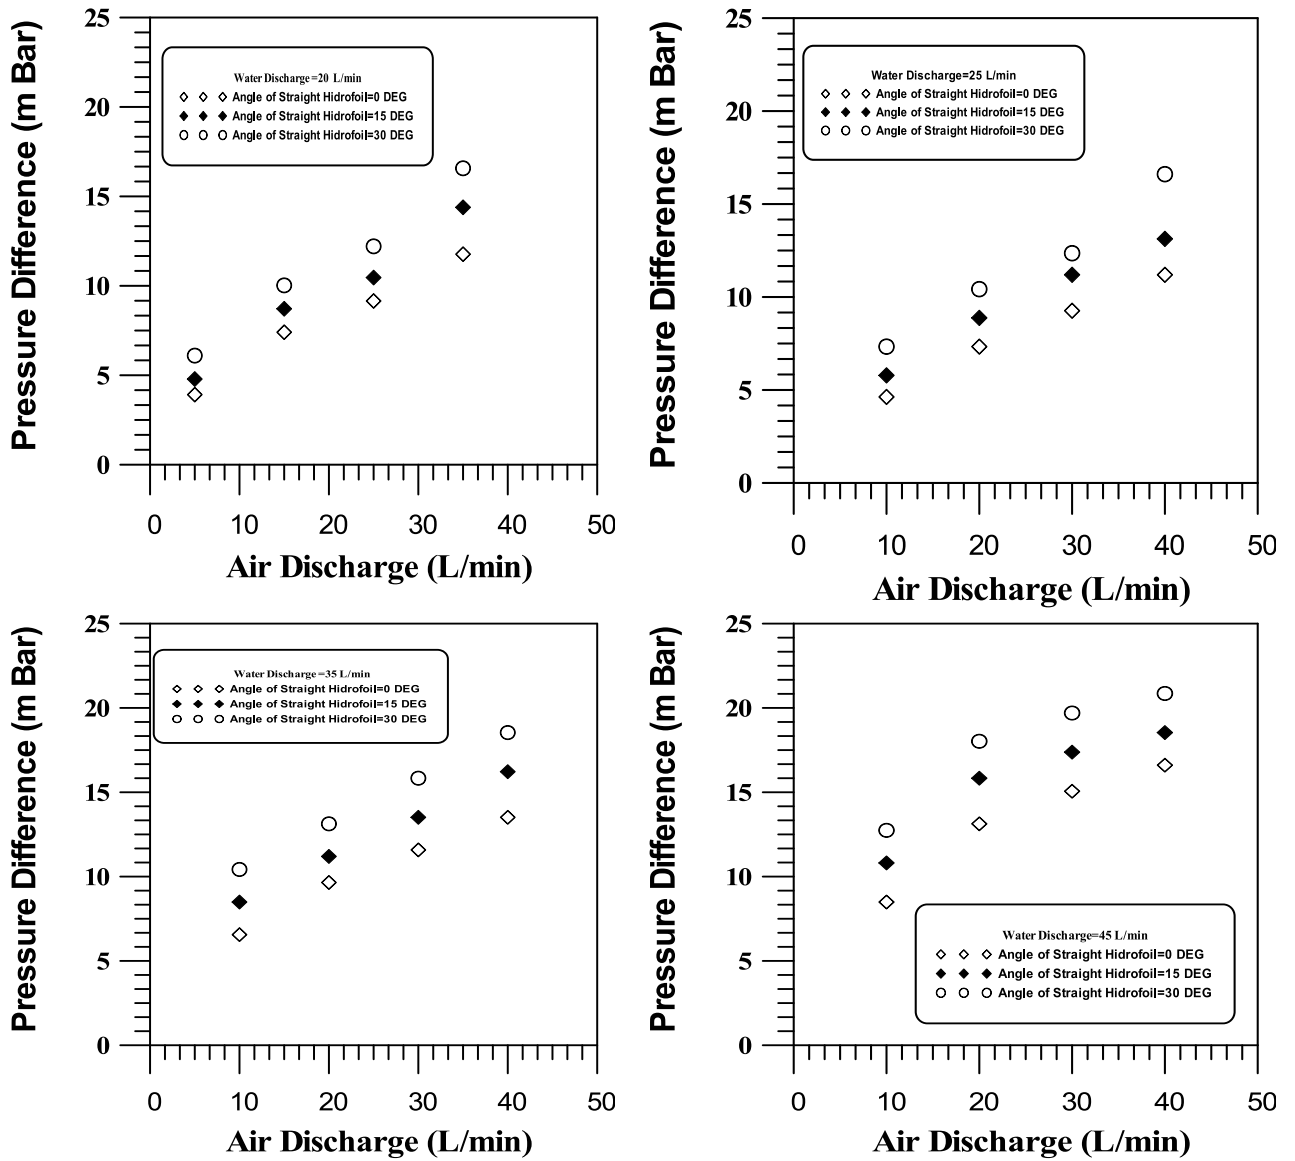 Pressure Difference (m Bar)
25
20
15
10
5
0
Water Discharge =20 L/min
Angle of Straight Hidrofoil=0 DEG
Angle of Straight Hidrofoil=15 DEG
Angle of Straight Hidrofoil=30 DEG
0 10 20 30 40 50
Air Discharge (L/min)
Pressure Difference (m Bar)
25
20
15
10
5
0
Water Discharge=25 L/min
Angle of Straight Hidrofoil=0 DEG
Angle of Straight Hidrofoil=15 DEG
Angle of Straight Hidrofoil=30 DEG
0 10 20 30 40 50
Air Discharge (L/min)
Pressure Difference (m Bar)
25
20
15
10
5
0
Water Discharge =35 L/min
Angle of Straight Hidrofoil=0 DEG
Angle of Straight Hidrofoil=15 DEG
Angle of Straight Hidrofoil=30 DEG
0 10 20 30 40 50
Air Discharge (L/min)
Pressure Difference (m Bar)
25
20
15
10
5
0
Water Discharge=45 L/min
Angle of Straight Hidrofoil=0 DEG
Angle of Straight Hidrofoil=15 DEG
Angle of Straight Hidrofoil=30 DEG
0 10 20 30 40 50
Air Discharge (L/min)